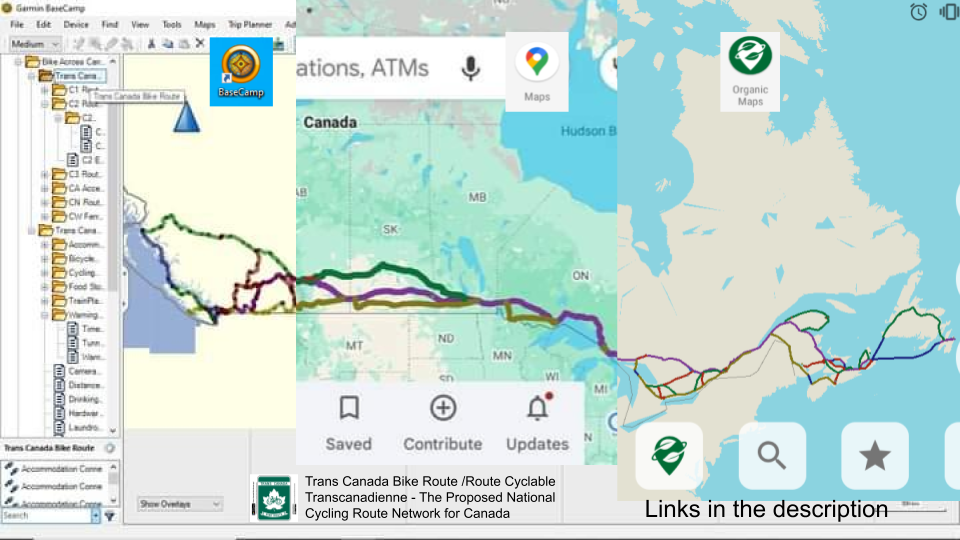 Garmin BaseCamp
File Edit Device Find View Tools Maps Trip Planner
Medium
Bike Across Can...
Trans Cana...
C1
Trans Canada Bike Route
C2
C2.
C.
C.
C2 E
C3 Rout..
CA Acce..
CN Rout..
CW Ferr..
Trans Cana..
Accomm..
Bicycle..
Cycling..
Food Sto..
TrainPla..
Warning..
Time..
Tunn..
Warn..
Camera..
Distance..
Drinking..
Hardwar..
Laundro..
Trans Canada Bike Route
Accommodation Conne
Accommodation Conne
Accommodation Conne
Search
Show Overlays
BaseCamp
ations, ATMs
Maps
Canada
Hudson B
AB
MB
SK
ON
MT
ND
MN
SD
WI
MI
Saved Contribute Updates
Organic
Maps
Trans Canada Bike Route /Route Cyclable
Transcanadienne - The Proposed National
Cycling Route Network for Canada
Links in the description